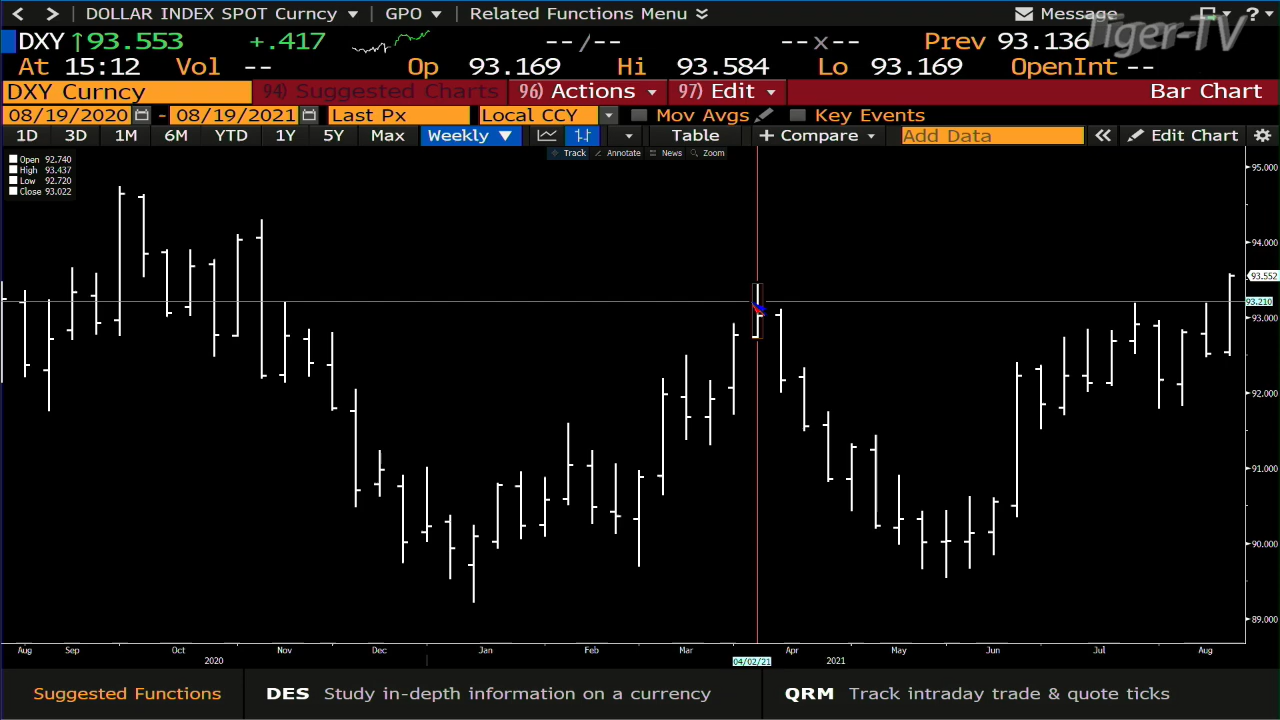 DOLLAR INDEX SPOT Curncy GPO Related Functions Menu Message ?
Tiger-TV
DXY ↑93.553 +.417 --/-- --x-- Prev 93.136
At 15:12 Vol -- Op 93.169 Hi 93.584 Lo 93.169 OpenInt --
DXY Curncy 94) Suggested Charts 96) Actions 97) Edit Bar Chart
08/19/2020 - 08/19/2021 Last Px Local CCY Mov Avgs Key Events
1D 3D 1M 6M YTD 1Y 5Y Max Weekly ▼ Table + Compare Add Data « Edit Chart
Track Annotate News Zoom
Open 92.740
High 93.437
Low 92.720
Close 93.022
95.000
94.000
93.552
93.210
93.000
92.000
91.000
90.000
89.000
Aug Sep Oct Nov Dec Jan Feb Mar Apr May Jun Jul Aug
2020 04/02/21 2021
Suggested Functions DES Study in-depth information on a currency QRM Track intraday trade & quote ticks